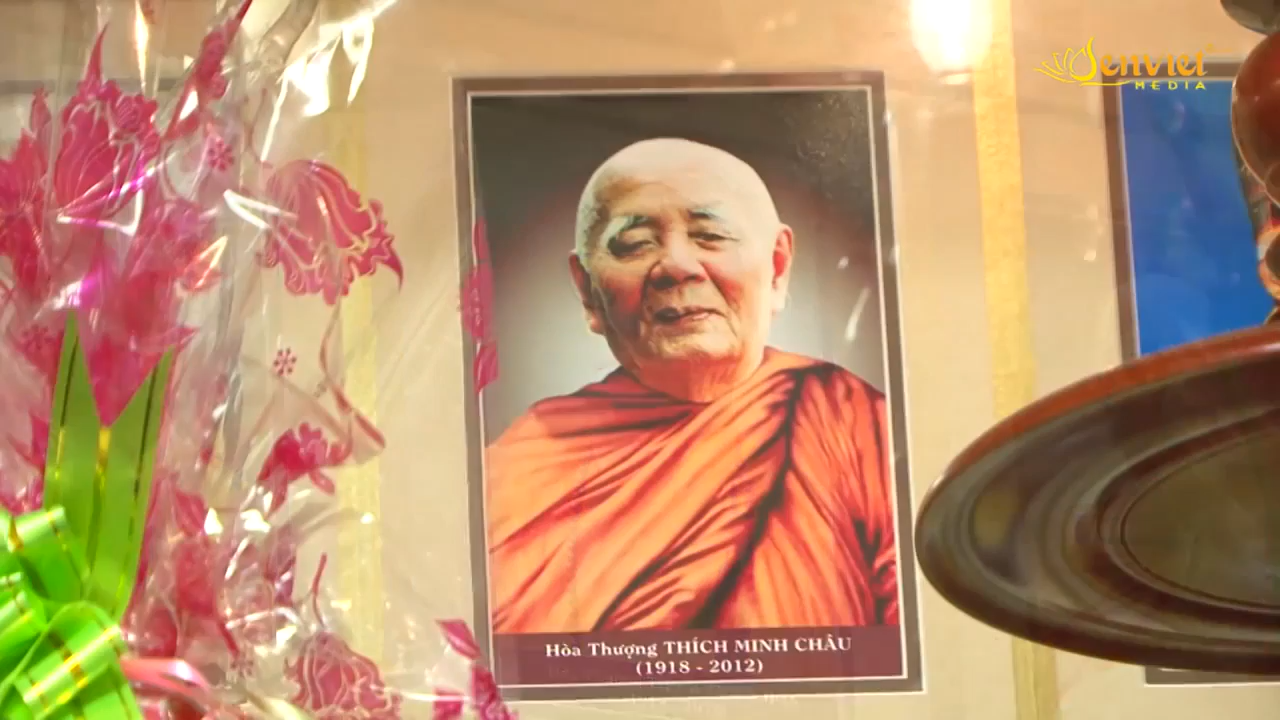 Senviet
MEDIA
Hòa Thượng THÍCH MINH CHÂU
(1918 - 2012)